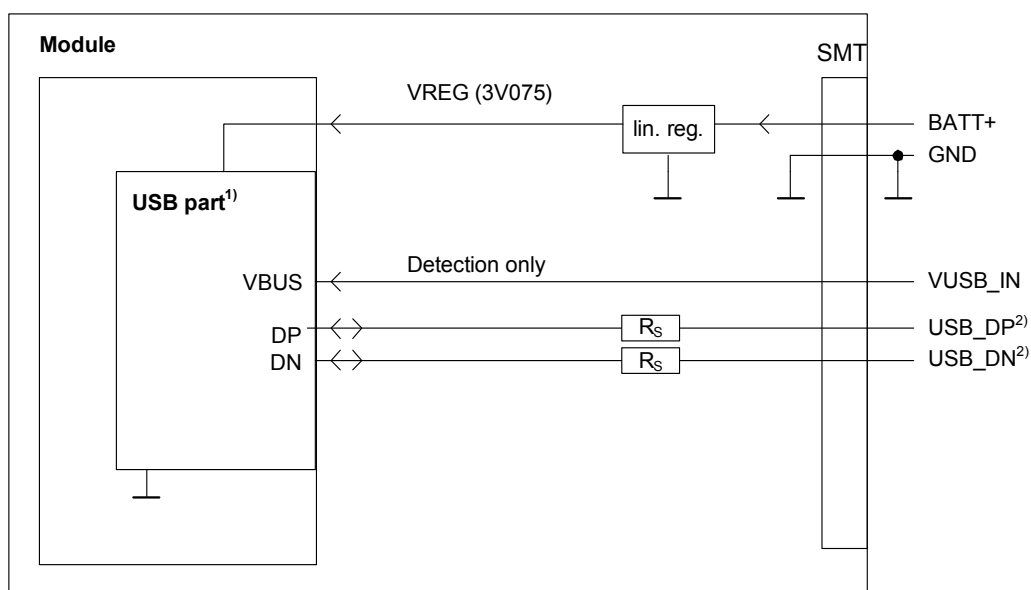 Module
SMT
VREG (3V075)
lin. reg.
BATT+
GND
USB part1)
Detection only
VBUS
VUSB_IN
DP
RS
USB_DP2)
DN
RS
USB_DN2)